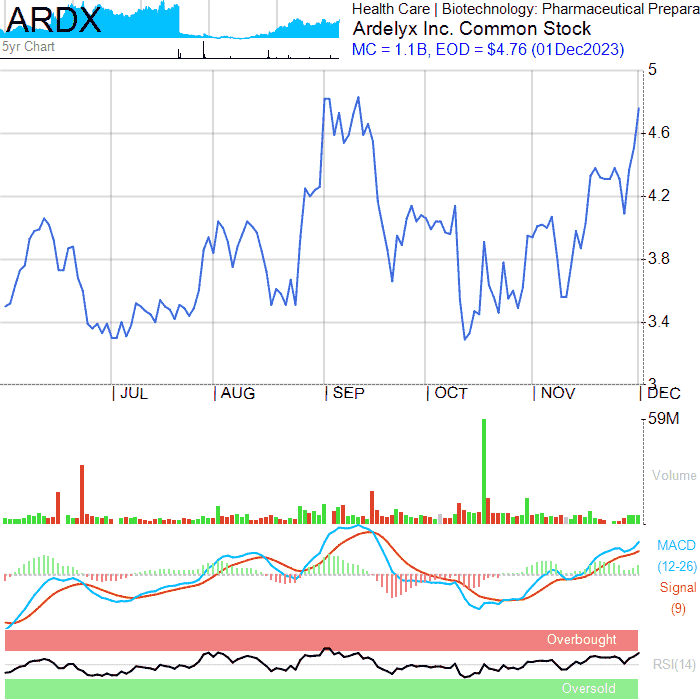 ARDX
5yr Chart
Health Care | Biotechnology: Pharmaceutical Prepara
Ardelyx Inc. Common Stock
MC = 1.1B, EOD = $4.76 (01Dec2023)
5
4.6
4.2
3.8
3.4
3
JUL AUG SEP OCT NOV DEC
59M
Volume
MACD
(12-26)
Signal
(9)
Overbought
RSI(14)
Oversold